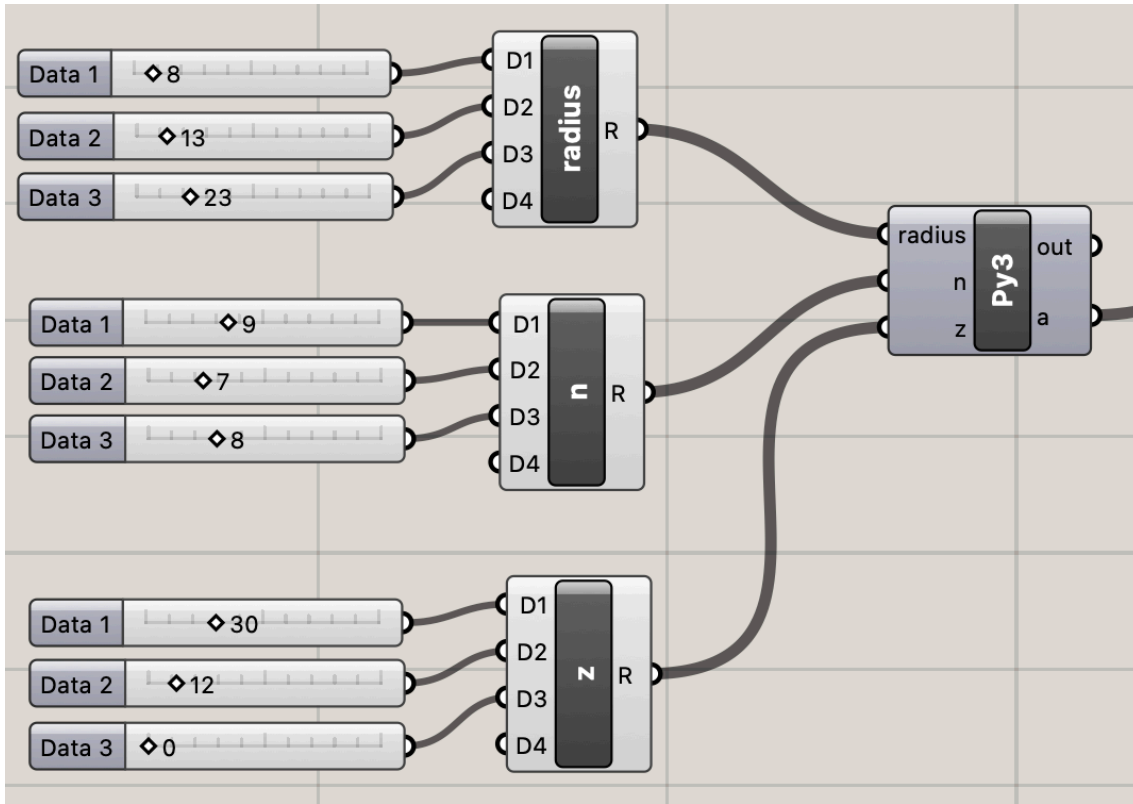 Data 1 8
Data 2 13
Data 3 23
D1
D2
D3
D4
radius
R
Data 1 9
Data 2 7
Data 3 8
D1
D2
D3
D4
n
R
Data 1 30
Data 2 12
Data 3 0
D1
D2
D3
D4
z
R
radius
n
z
Py3
out
a